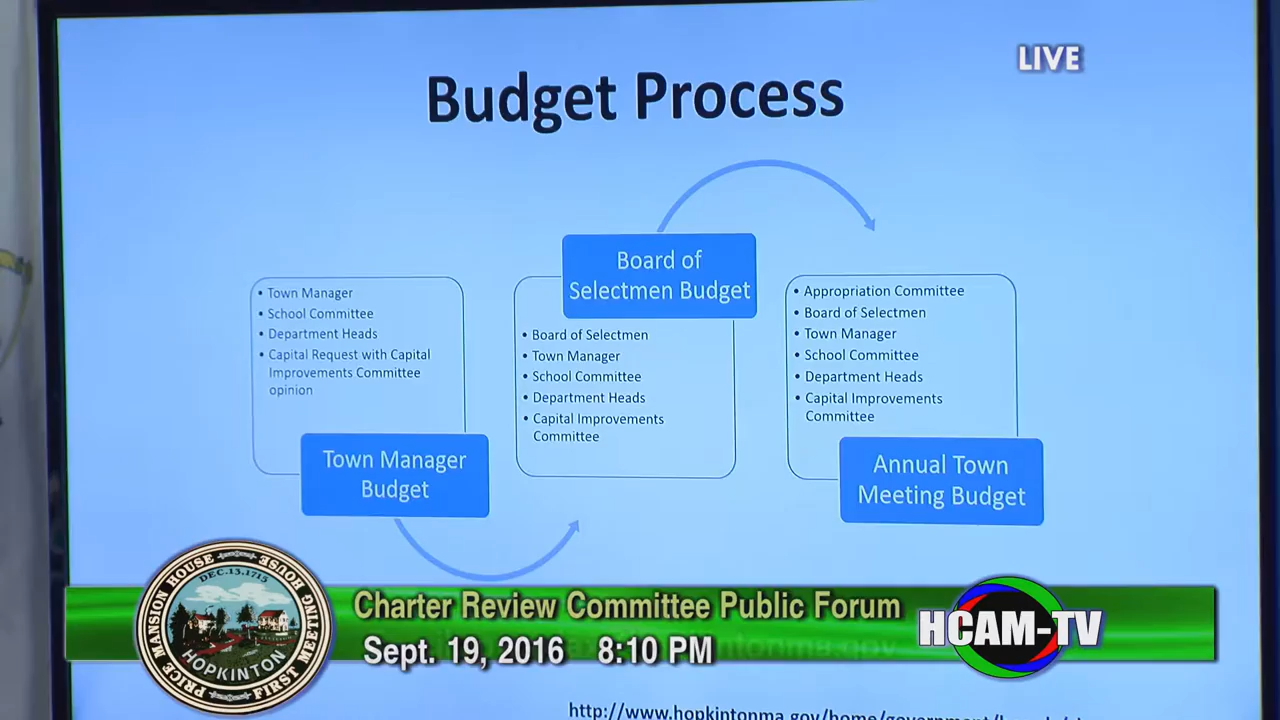 LIVE
Budget Process
• Town Manager
• School Committee
• Department Heads
• Capital Request with Capital
Improvements Committee
opinion
Town Manager
Budget
Board of
Selectmen Budget
• Board of Selectmen
• Town Manager
• School Committee
• Department Heads
• Capital Improvements
Committee
• Appropriation Committee
• Board of Selectmen
• Town Manager
• School Committee
• Department Heads
• Capital Improvements
Committee
Annual Town
Meeting Budget
PRICE MANSION HOUSE
FIRST MEETING HOUSE
DEC.13.1715
HOPKINTON
Charter Review Committee Public Forum
Sept. 19, 2016 8:10 PM
HCAM-TV
http://www.hopkintonma.gov/home/government/